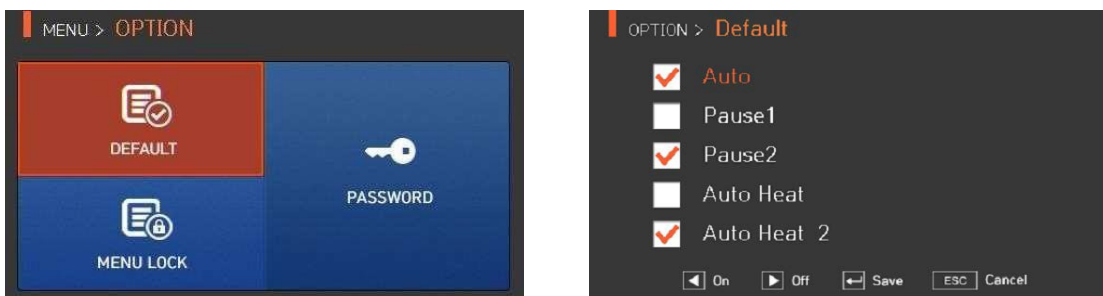 MENU > OPTION
DEFAULT
PASSWORD
MENU LOCK
OPTION > Default
Auto
Pause1
Pause2
Auto Heat
Auto Heat 2
On Off Save ESC Cancel